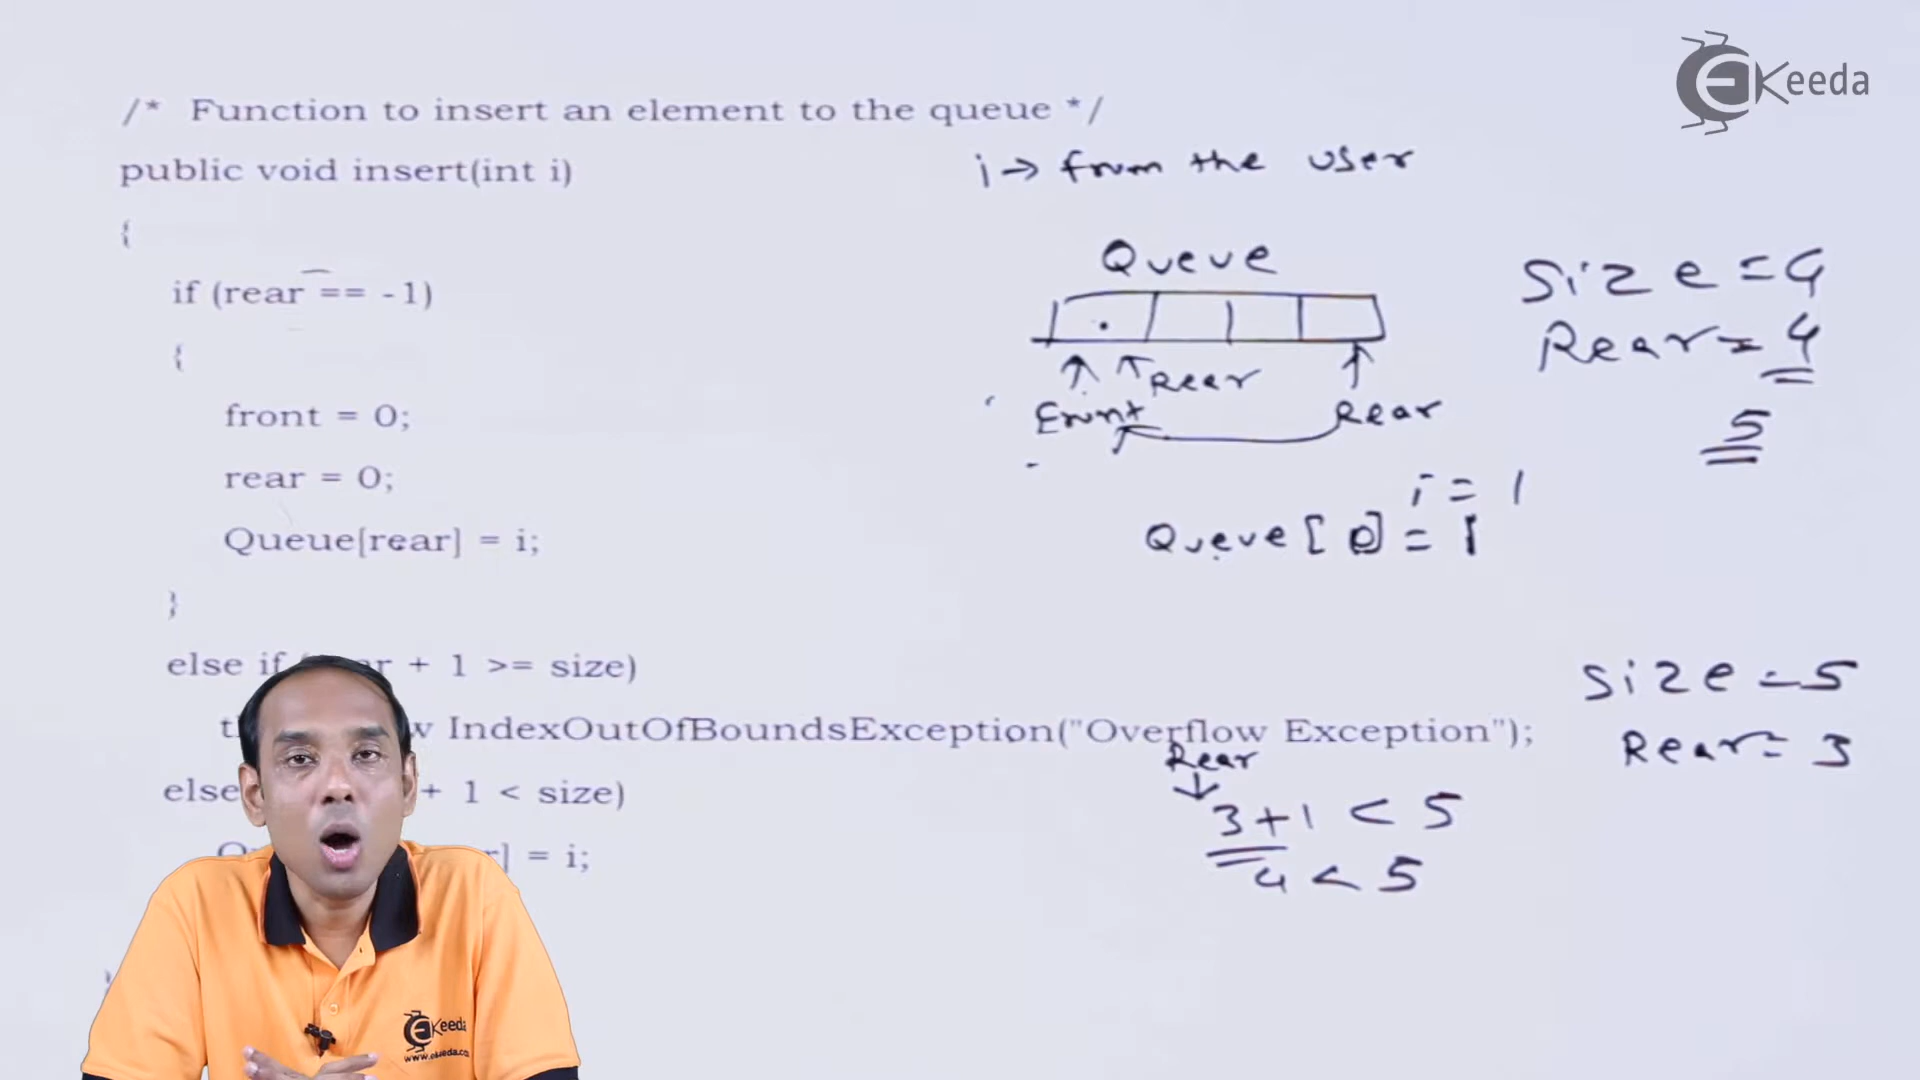 Keeda
/* Function to insert an element to the queue */
public void insert(int i)
i → from the user
{
if (rear == -1)
Queue
Size = 4
Rear = 4
{
Rear
front = 0;
Front
Rear
5
rear = 0;
i = 1
Queue[rear] = i;
Queue [ 0] = 1
}
else if + 1 >= size)
Size = 5
IndexOutOfBoundsException("Overflow Exception");
Rear = 3
Rear
else + 1 < size)
3+1 < 5
] = i;
4 < 5
Keeda